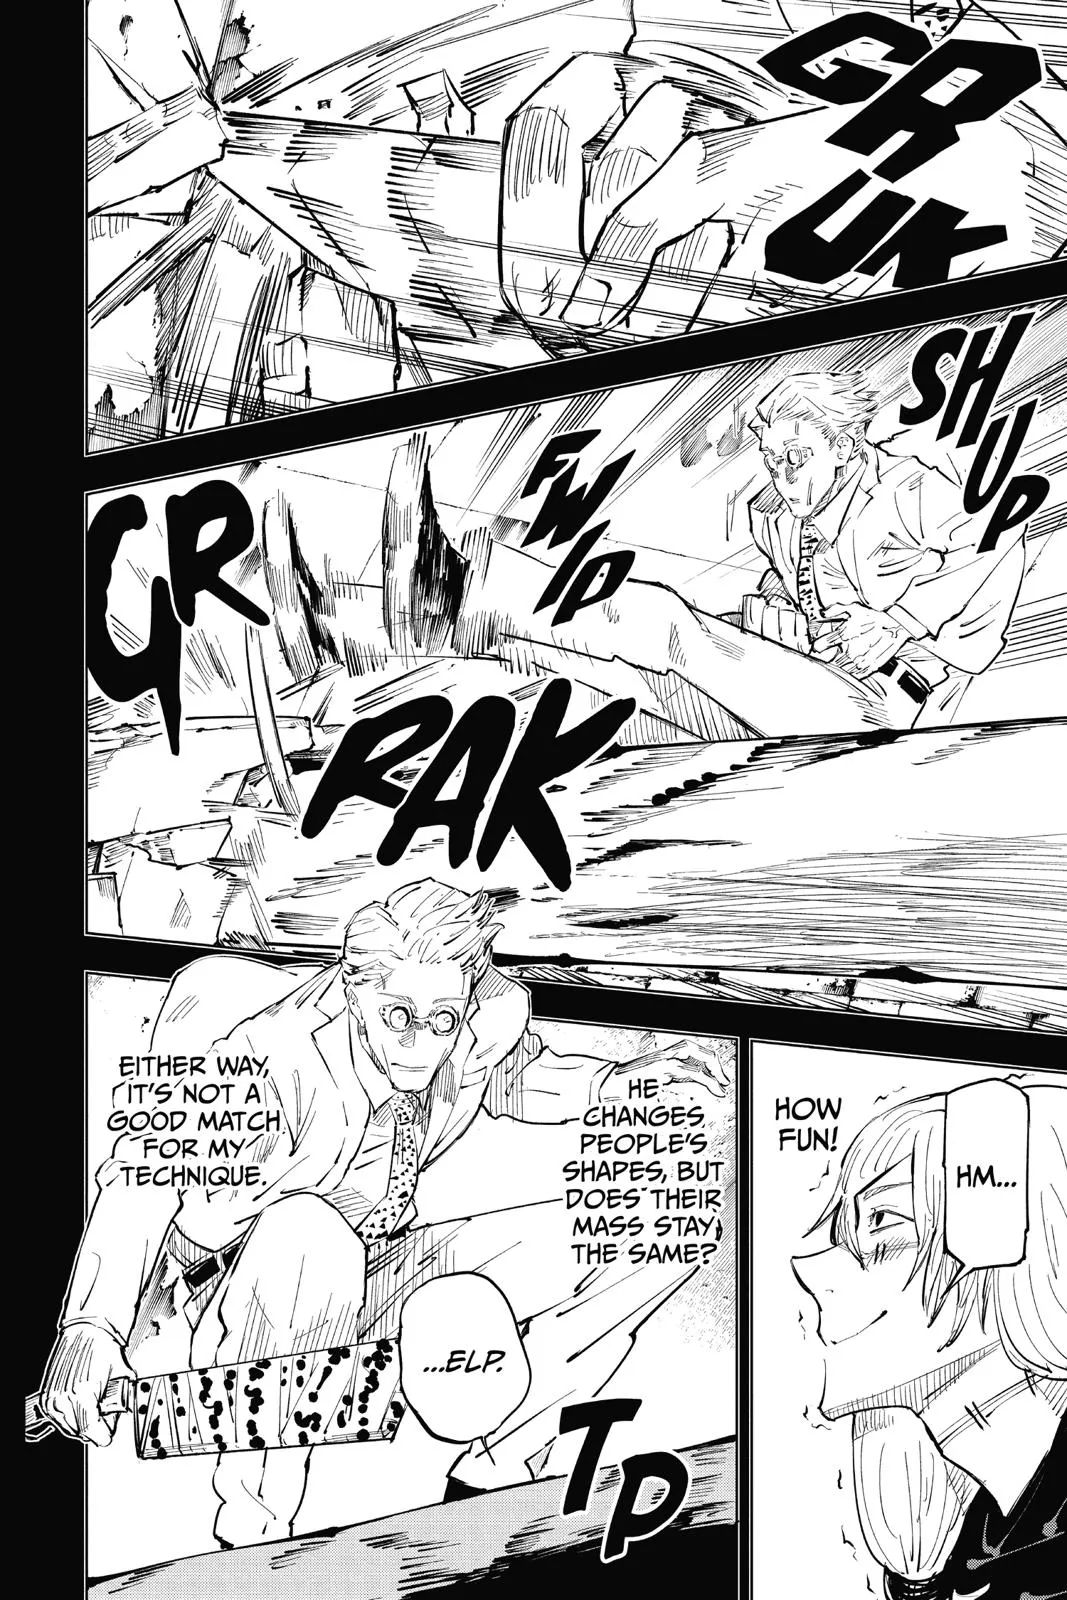 GR
UK
SHUP
FWIP
GR
RAK
HM...
HOW
FUN!
HE
CHANGES
PEOPLE'S
SHAPES, BUT
DOES THEIR
MASS STAY
THE SAME?
EITHER WAY,
IT'S NOT A
GOOD MATCH
FOR MY
TECHNIQUE.
...ELP.
TP